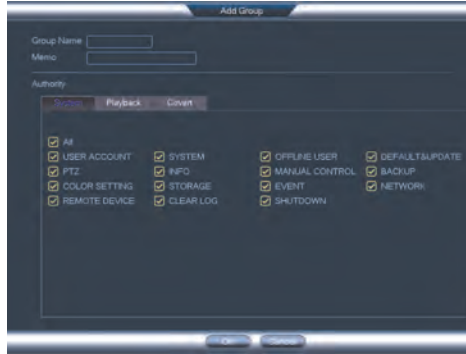 Add Group
Group Name
Memo
Authority
System Playback Covert
All
USER ACCOUNT SYSTEM OFFLINE USER DEFAULT&UPDATE
PTZ INFO MANUAL CONTROL BACKUP
COLOR SETTING STORAGE EVENT NETWORK
REMOTE DEVICE CLEAR LOG SHUTDOWN
OK Cancel